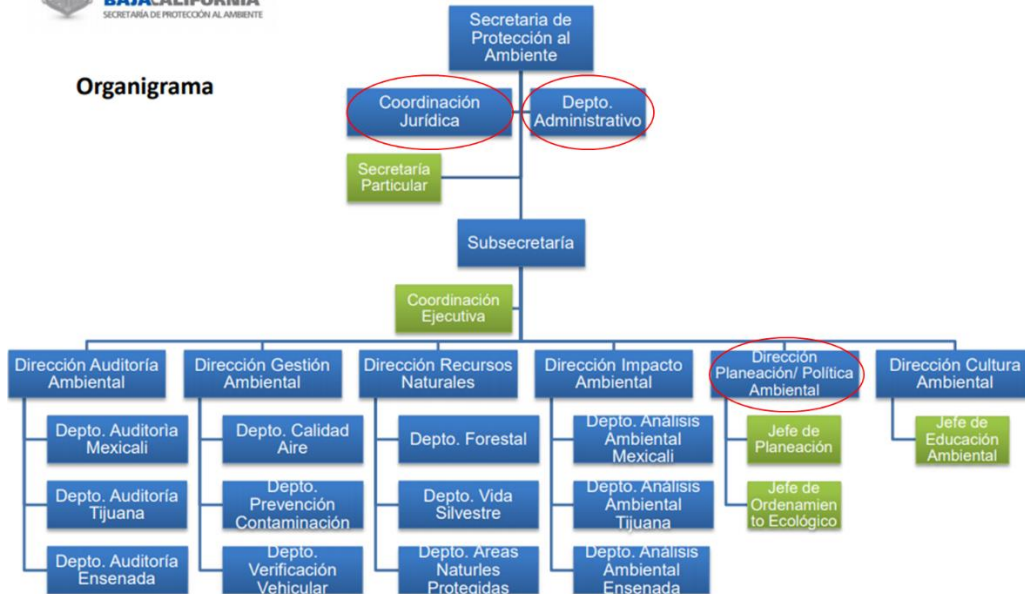 BAJACALIFORNIA
SECRETARÍA DE PROTECCIÓN AL AMBIENTE
Organigrama
Secretaria de
Protección al
Ambiente
Coordinación
Jurídica
Depto.
Administrativo
Secretaría
Particular
Subsecretaría
Coordinación
Ejecutiva
Dirección Auditoría
Ambiental
Dirección Gestión
Ambiental
Dirección Recursos
Naturales
Dirección Impacto
Ambiental
Dirección
Planeación/ Política
Ambiental
Dirección Cultura
Ambiental
Depto. Auditoria
Mexicali
Depto. Calidad
Aire
Depto. Forestal
Depto. Análisis
Ambiental
Mexicali
Jefe de
Planeación
Jefe de
Educación
Ambiental
Depto. Auditoría
Tijuana
Depto.
Prevención
Contaminación
Depto. Vida
Silvestre
Depto. Análisis
Ambiental
Tijuana
Jefe de
Ordenamien
to Ecológico
Depto. Auditoría
Ensenada
Depto.
Verificación
Vehicular
Depto. Areas
Naturles
Protegidas
Depto. Análisis
Ambiental
Ensenada